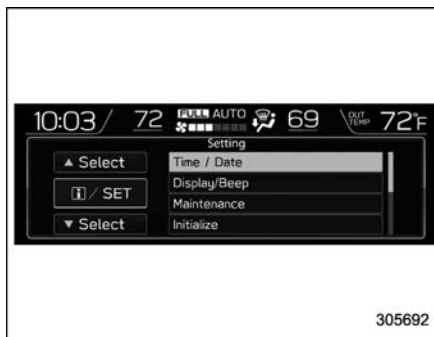 10:03 / 72 FULL AUTO 69 OUT TEMP 72°F
Setting
▲ Select
Time / Date
Display/Beep
i / SET
Maintenance
▼ Select
Initialize
305692